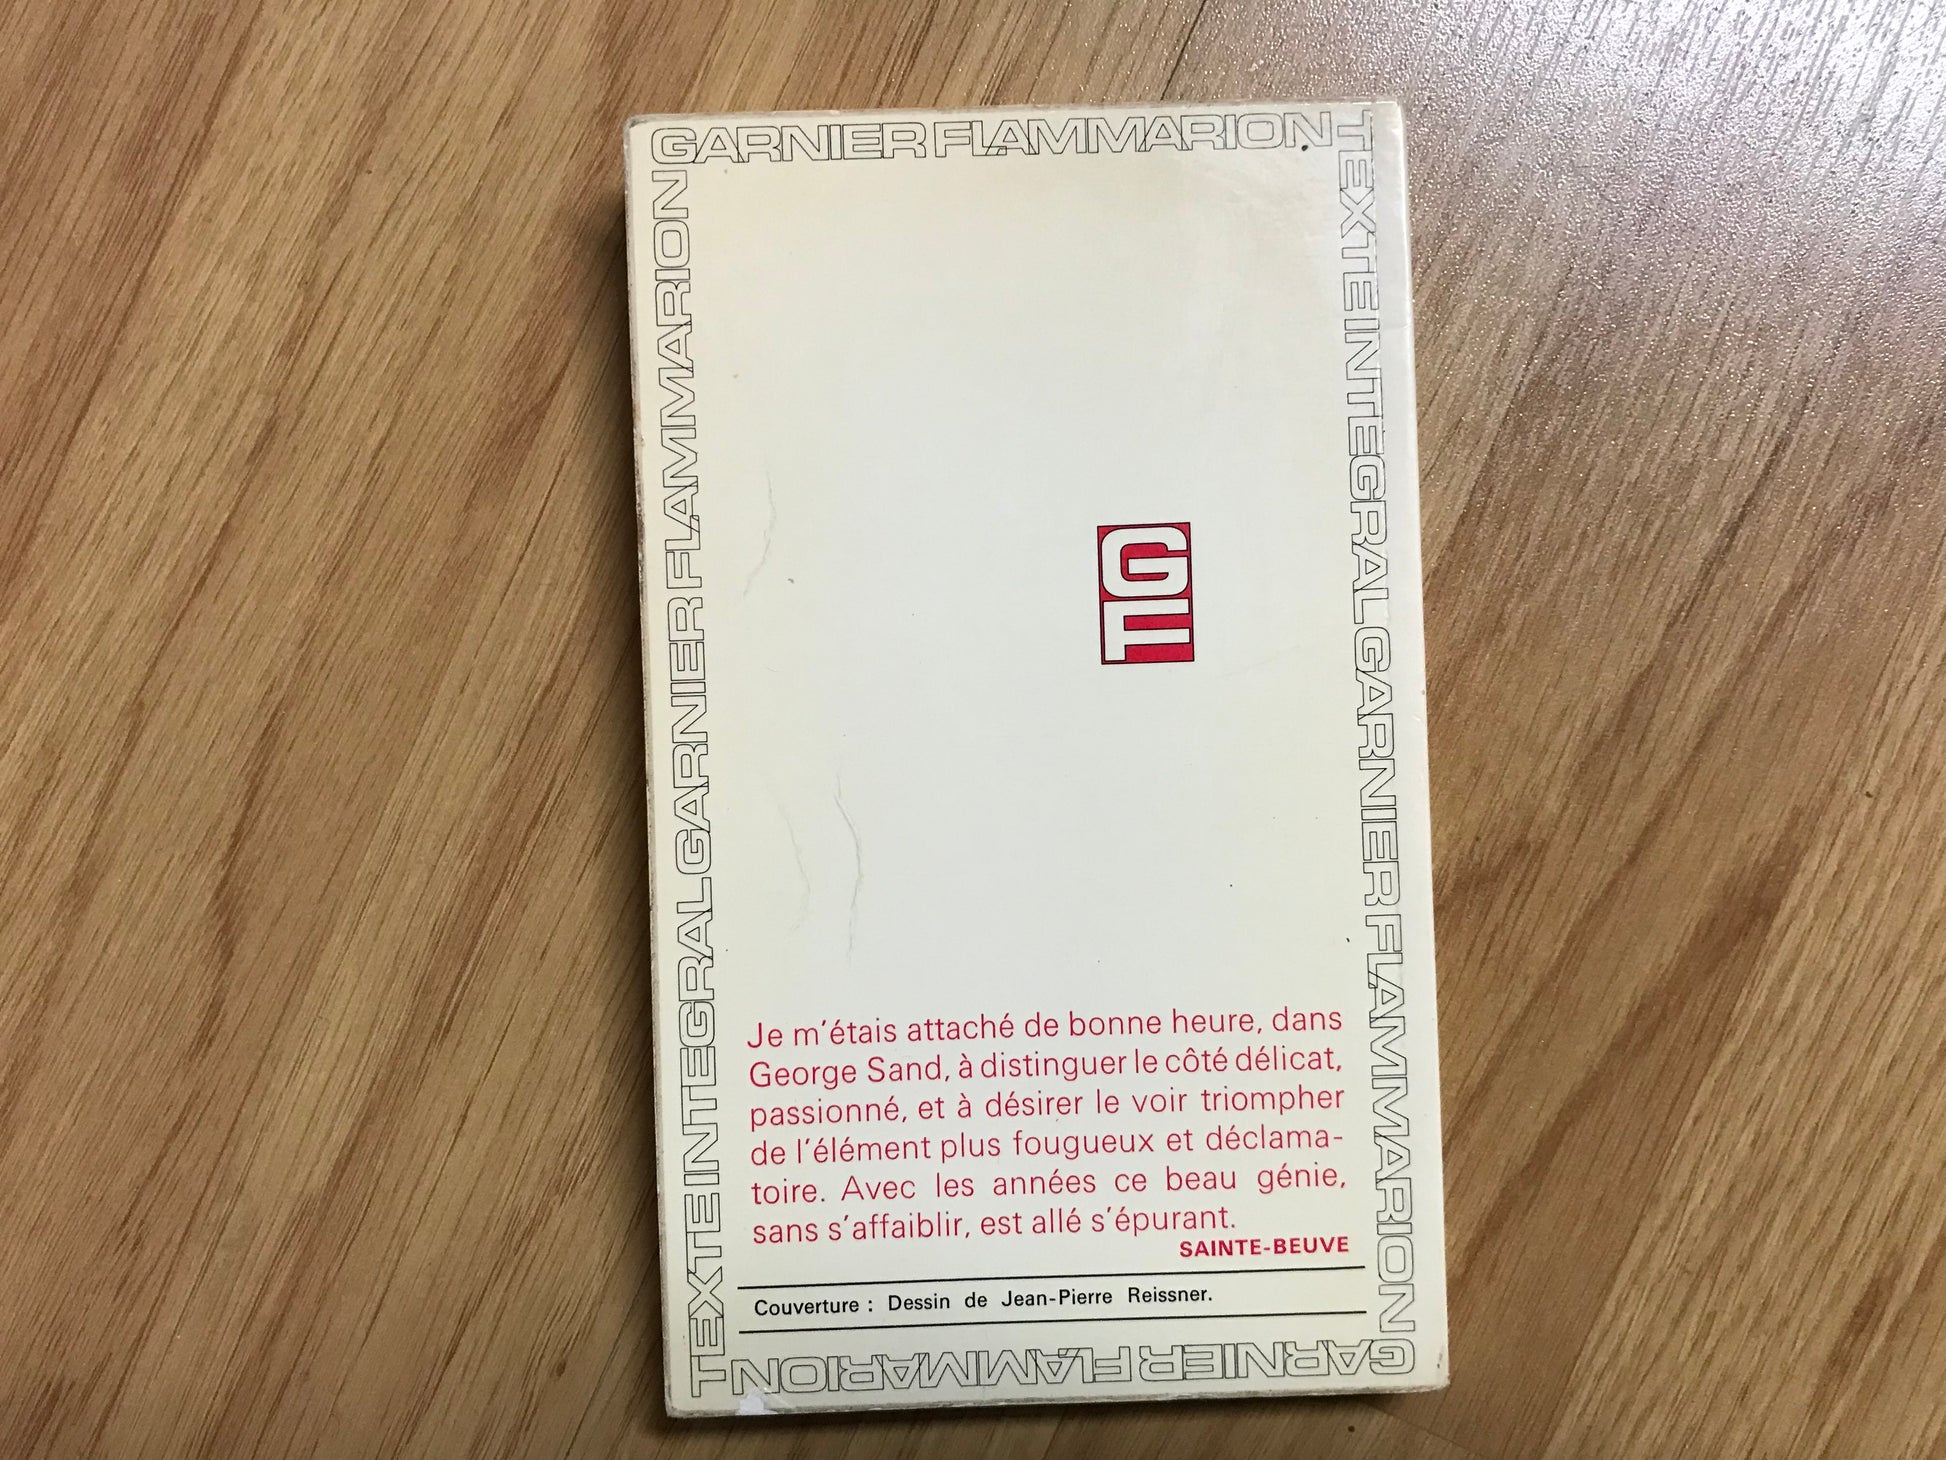 GARNIER FLAMMARION
TEXTE INTEGRAL GARNIER FLAMMARION
TEXTE INTEGRAL GARNIER FLAMMARION
GF
Je m'étais attaché de bonne heure, dans
George Sand, à distinguer le côté délicat,
passionné, et à désirer le voir triompher
de l'élément plus fougueux et déclama-
toire. Avec les années ce beau génie,
sans s'affaiblir, est allé s'épurant.
SAINTE-BEUVE
Couverture : Dessin de Jean-Pierre Reissner.
GARNIER FLAMMARION